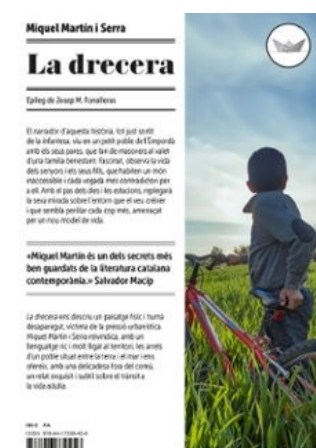 Miquel Martín i Serra
La drecera
Epíleg de Josep M. Fonalleras
El narrador d'aquesta història, tot just sortit
de la infantesa, viu en un petit poble de l'Empordà
amb els seus pares, que fan de masovers al xalet
d'una família benestant. Fascinat, observa la vida
dels senyors i els seus fills, que habiten un món
inaccessible i cada vegada més contradictori per
a ell. Amb el pas dels dies i les estacions, replegarà
la seva mirada sobre l'entorn que el veu créixer
i que sembla perillar cada cop més, amenaçat
per un nou model de vida.
«Miquel Martín és un dels secrets més
ben guardats de la literatura catalana
contemporània.» Salvador Macip
La drecera ens descriu un paisatge físic i humà
desaparegut, víctima de la pressió urbanística.
Miquel Martín i Serra reivindica, amb un
llenguatge ric i molt lligat al territori, les arrels
d'un poble situat entre la terra i el mar i ens
ofereix, amb una delicadesa fora del comú,
un relat exquisit i subtil sobre el trànsit a
la vida adulta.